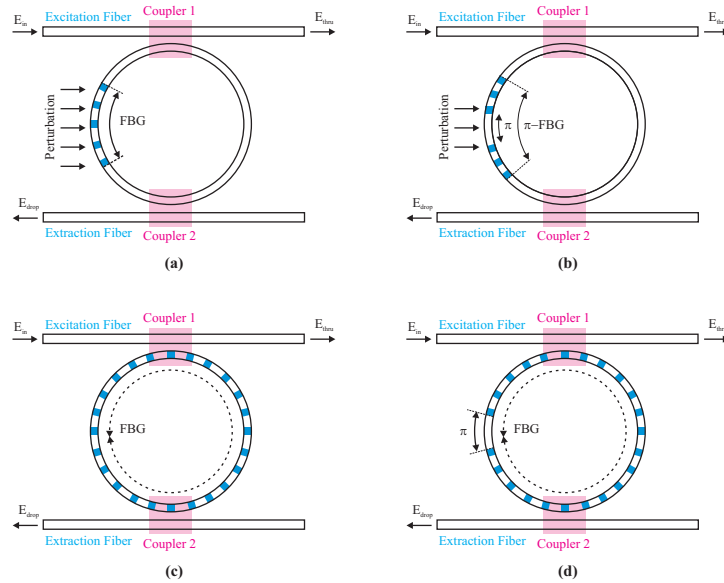 Excitation Fiber Coupler 1
E_in E_thru
Perturbation
FBG
E_drop
Extraction Fiber Coupler 2
(a)
Excitation Fiber Coupler 1
E_in E_thru
Perturbation
π π−FBG
E_drop
Extraction Fiber Coupler 2
(b)
Excitation Fiber Coupler 1
E_in E_thru
FBG
E_drop
Extraction Fiber Coupler 2
(c)
Excitation Fiber Coupler 1
E_in E_thru
π FBG
E_drop
Extraction Fiber Coupler 2
(d)